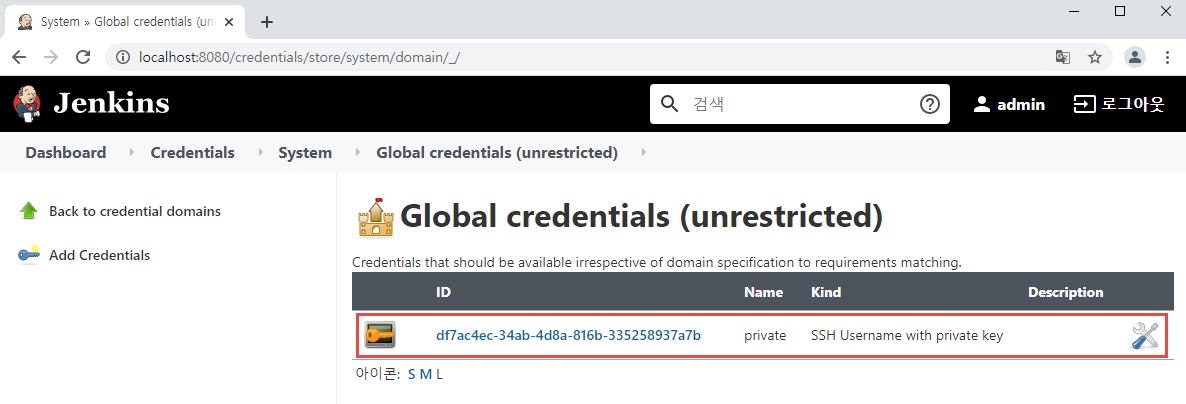 System » Global credentials (un
localhost:8080/credentials/store/system/domain/_/
Jenkins
검색
admin
로그아웃
Dashboard Credentials System Global credentials (unrestricted)
Back to credential domains
Add Credentials
Global credentials (unrestricted)
Credentials that should be available irrespective of domain specification to requirements matching.
ID Name Kind Description
df7ac4ec-34ab-4d8a-816b-335258937a7b private SSH Username with private key
아이콘: S M L